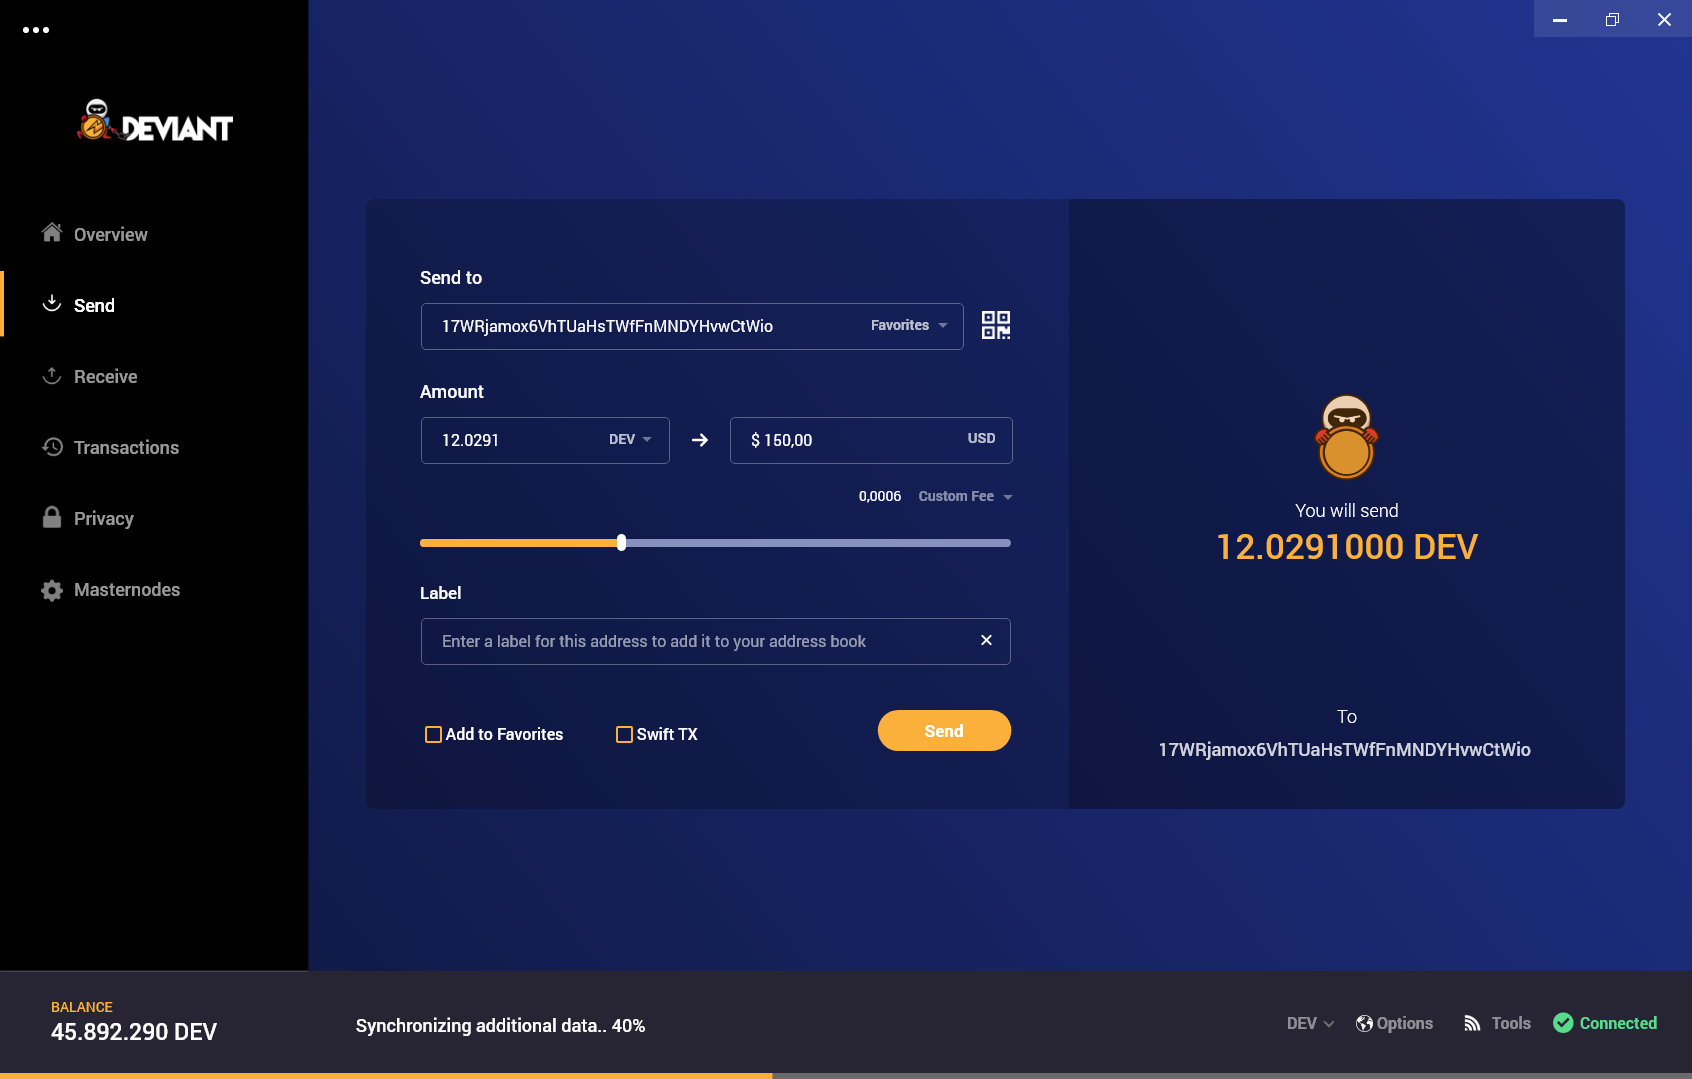 DEVIANT
Overview
Send
Receive
Transactions
Privacy
Masternodes
Send to
17WRjamox6VhTUaHsTWfFnMNDYHvwCtWio Favorites
Amount
12.0291 DEV $ 150,00 USD
0,0006 Custom Fee
Label
Enter a label for this address to add it to your address book
Add to Favorites Swift TX Send
You will send
12.0291000 DEV
To
17WRjamox6VhTUaHsTWfFnMNDYHvwCtWio
BALANCE
45.892.290 DEV
Synchronizing additional data.. 40%
DEV Options Tools Connected